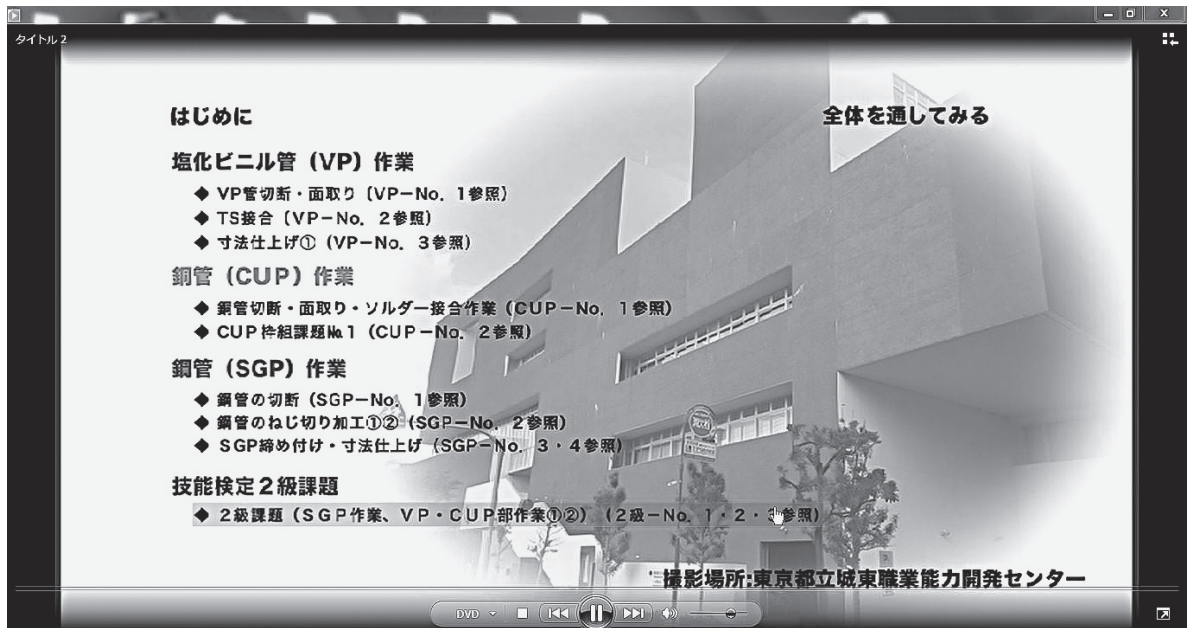 タイトル 2
はじめに
全体を通してみる
塩化ビニル管（VP）作業
◆ VP管切断・面取り（VP－No．1参照）
◆ TS接合（VP－No．2参照）
◆ 寸法仕上げ①（VP－No．3参照）
銅管（CUP）作業
◆ 銅管切断・面取り・ソルダー接合作業（CUP－No．1参照）
◆ CUP枠組課題№1（CUP－No．2参照）
鋼管（SGP）作業
◆ 鋼管の切断（SGP－No．1参照）
◆ 鋼管のねじ切り加工①②（SGP－No．2参照）
◆ SGP締め付け・寸法仕上げ（SGP－No．3・4参照）
技能検定２級課題
◆ 2級課題（SGP作業、VP・CUP部作業①②）（2級－No．1・2・3参照）
撮影場所:東京都立城東職業能力開発センター
DVD